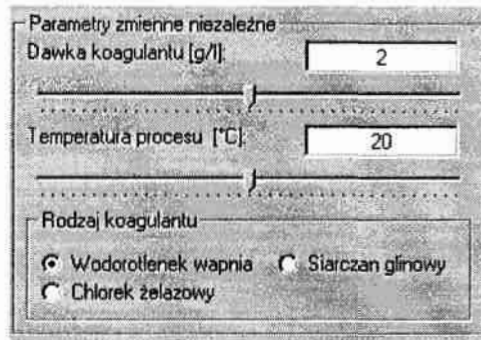 Parametry zmienne niezależne
Dawka koagulantu [g/l]: 2
Temperatura procesu [°C]: 20
Rodzaj koagulantu
Wodorotlenek wapnia Siarczan glinowy
Chlorek żelazowy